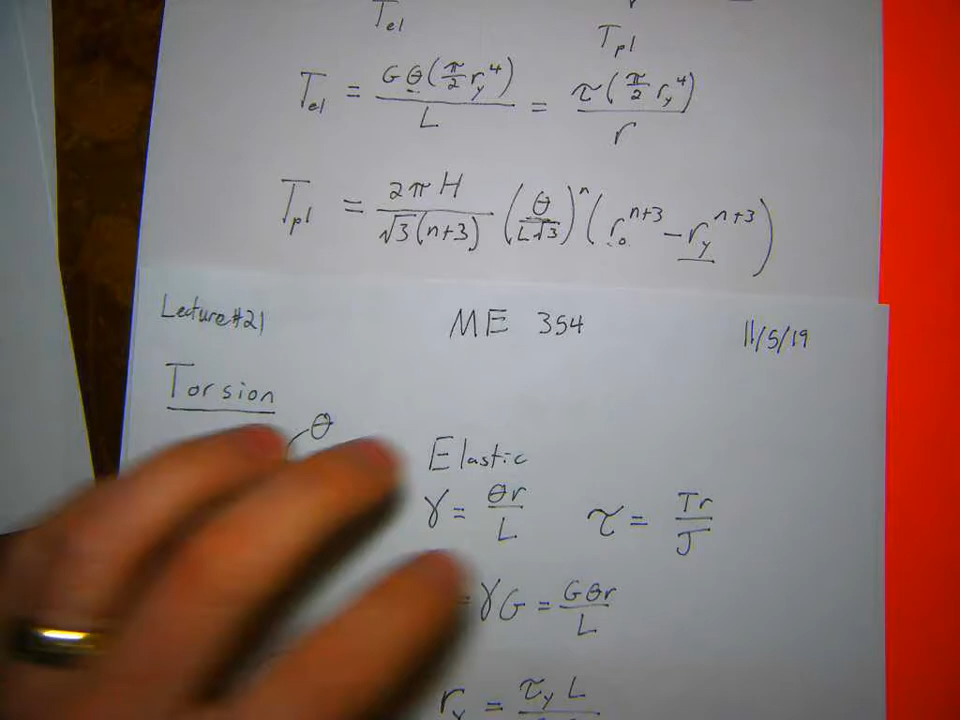 T_el T_pl
T_el = Gθ(π/2 r_y^4)/L = τ(π/2 r_y^4)/r
T_pl = 2πH/(√3(n+3)) (θ/(L√3))^n (r_o^(n+3) - r_y^(n+3))
Lecture #21 ME 354 11/5/19
Torsion
θ
Elastic
γ = θr/L τ = Tr/J
= γG = Gθr/L
r_y = τ_y L